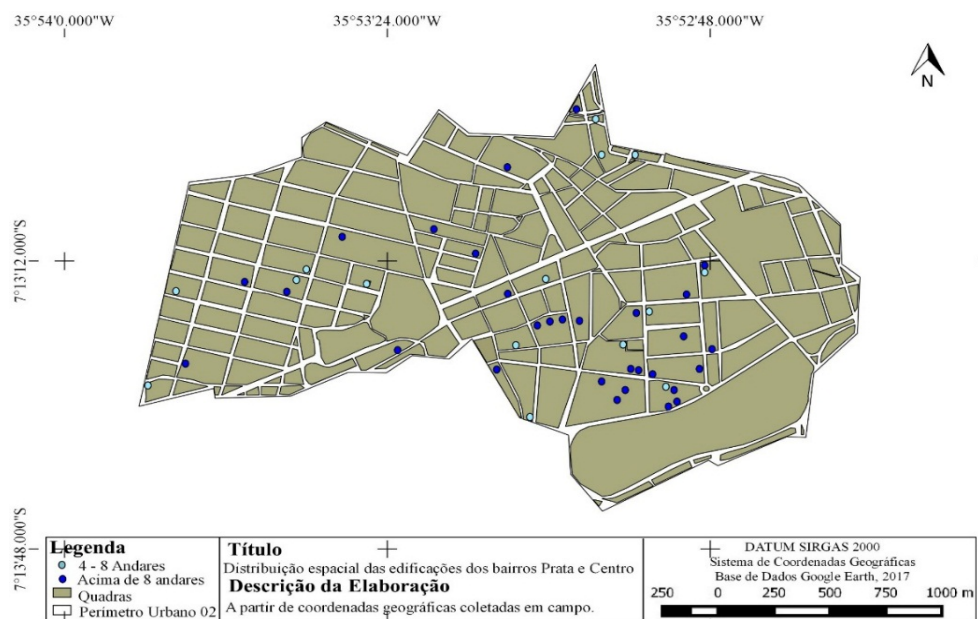 35°54'0.000"W
35°53'24.000"W
35°52'48.000"W
N
7°13'12.000"S
7°13'48.000"S
Legenda
4 - 8 Andares
Acima de 8 andares
Quadras
Perímetro Urbano 02
Título
Distribuição espacial das edificações dos bairros Prata e Centro
Descrição da Elaboração
A partir de coordenadas geográficas coletadas em campo.
DATUM SIRGAS 2000
Sistema de Coordenadas Geográficas
Base de Dados Google Earth, 2017
250 0 250 500 750 1000 m